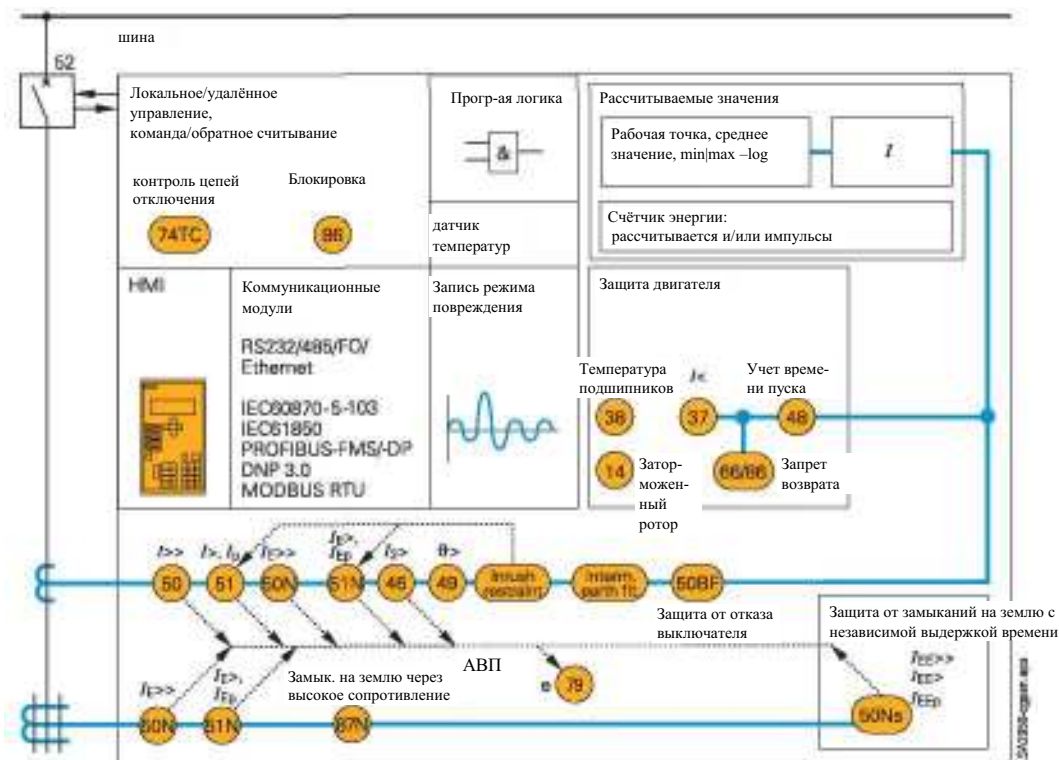 шина
52
Локальное/удалённое
управление,
команда/обратное считывание
контроль цепей
отключения
Блокировка
74TC
86
Прогр-ая логика
&
датчик
температур
Рассчитываемые значения
Рабочая точка, среднее
значение, min|max –log
I
Счётчик энергии:
рассчитывается и/или импульсы
HMI
Коммуникационные
модули
RS232/485/FO/
Ethernet
IEC60870-5-103
IEC61850
PROFIBUS-FMS/-DP
DNP 3.0
MODBUS RTU
Запись режима
повреждения
Защита двигателя
Температура
подшипников
I<
Учет време-
ни пуска
38
37
48
14
Затор-
можен-
ный
ротор
66/86
Запрет
возврата
I>>
I>, Ip
IE>>
IE>,
IEp
I2>
θ>
50
51
50N
51N
46
49
Inrush
restraint
Interm.
earth flt.
50BF
Защита от отказа
выключателя
Защита от замыканий на землю с
независимой выдержкой времени
IEE>>
IEE>
IEEp
50Ns
АВП
79
IE>>
IE>,
IEp
Замык. на землю через
высокое сопротивление
50N
51N
87N